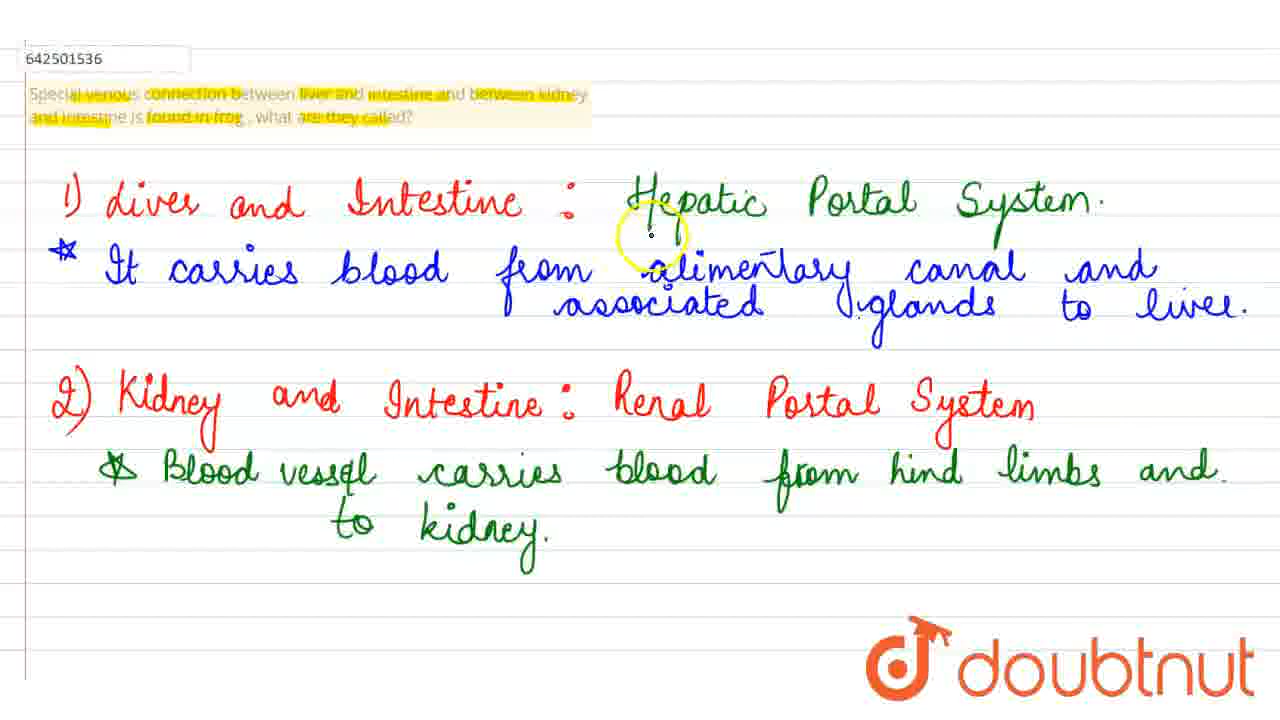 642501536
Special venous connection between liver and intestine and between kidney
and intestine is found in frog , what are they called?
1) Liver and Intestine : Hepatic Portal System.
* It carries blood from alimentary canal and
associated glands to liver.
2) Kidney and Intestine : Renal Portal System
* Blood vessel carries blood from hind limbs and
to kidney.
doubtnut